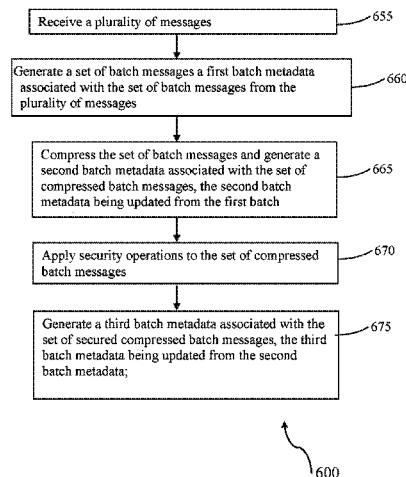 Receive a plurality of messages
655
Generate a set of batch messages a first batch metadata
associated with the set of batch messages from the
plurality of messages
660
Compress the set of batch messages and generate a
second batch metadata associated with the set of
compressed batch messages, the second batch
metadata being updated from the first batch
665
Apply security operations to the set of compressed
batch messages
670
Generate a third batch metadata associated with the
set of secured compressed batch messages, the third
batch metadata being updated from the second
batch metadata;
675
600